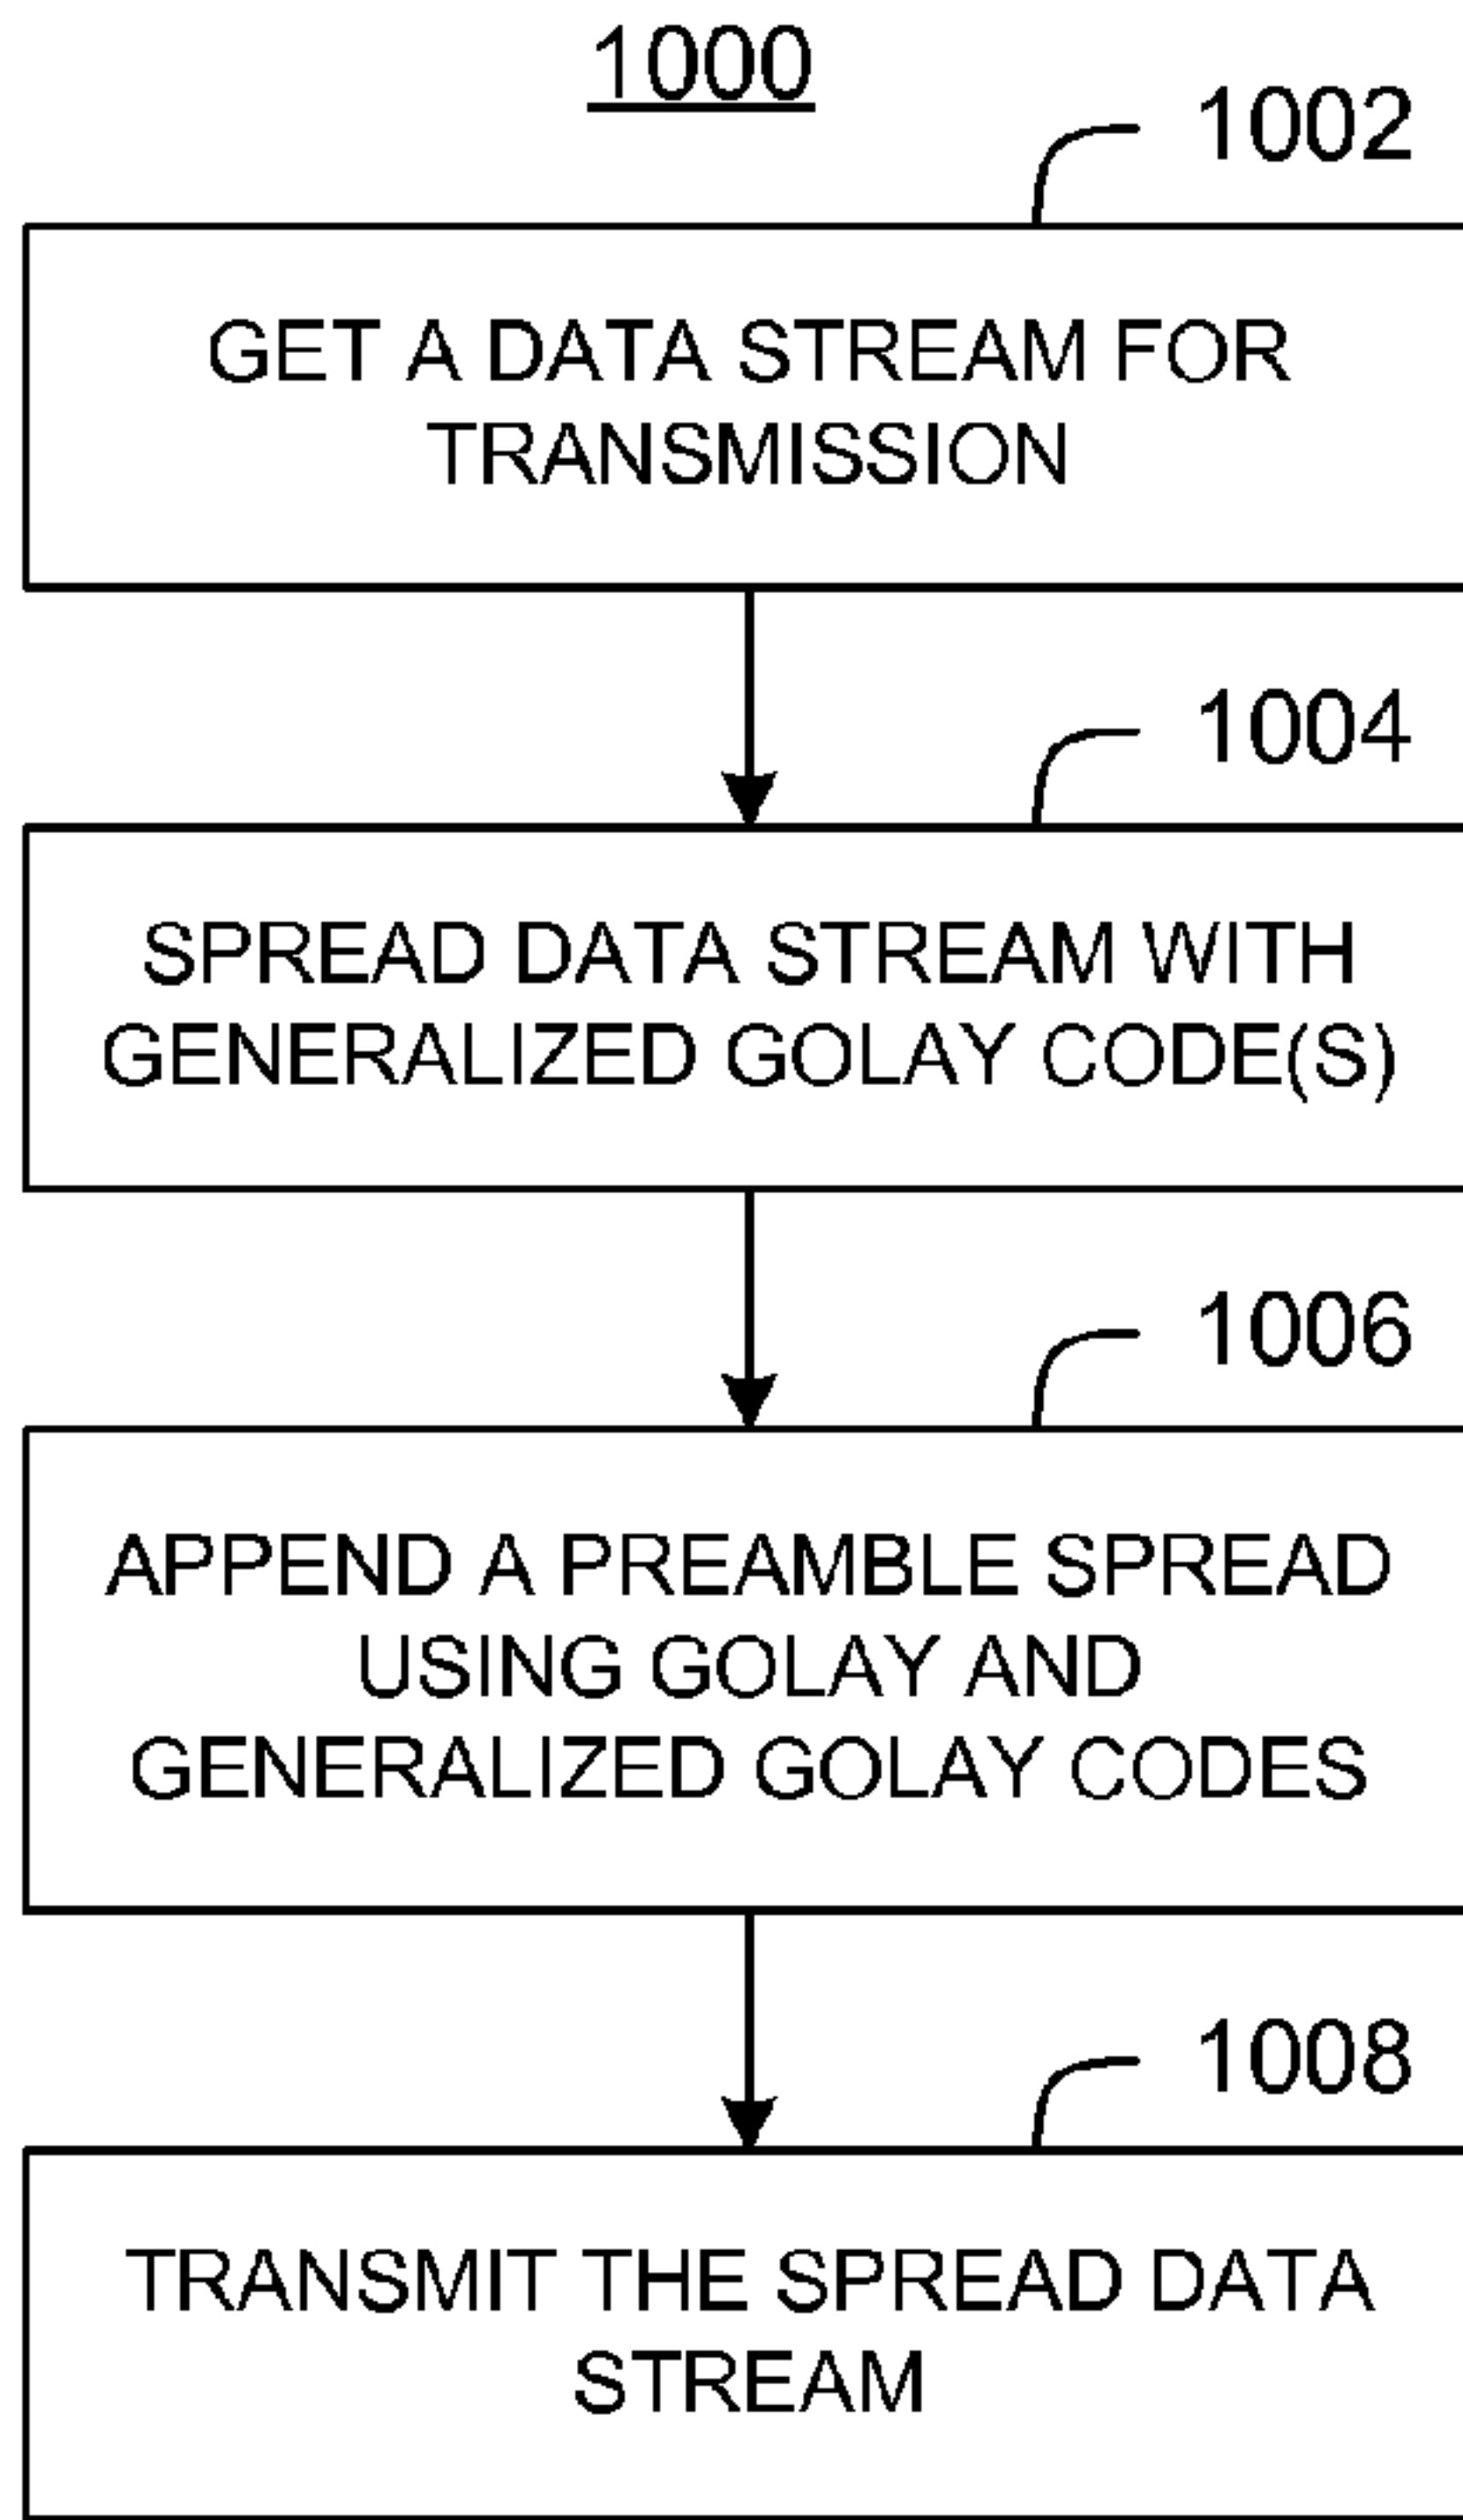 1000
1002
GET A DATA STREAM FOR
TRANSMISSION
1004
SPREAD DATA STREAM WITH
GENERALIZED GOLAY CODE(S)
1006
APPEND A PREAMBLE SPREAD
USING GOLAY AND
GENERALIZED GOLAY CODES
1008
TRANSMIT THE SPREAD DATA
STREAM